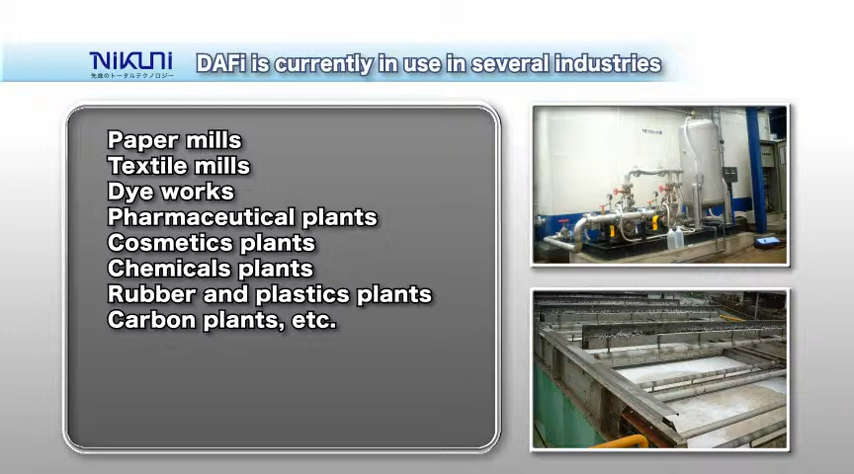 NiKUNi
先進のトータルテクノロジー
DAFi is currently in use in several industries
Paper mills
Textile mills
Dye works
Pharmaceutical plants
Cosmetics plants
Chemicals plants
Rubber and plastics plants
Carbon plants, etc.